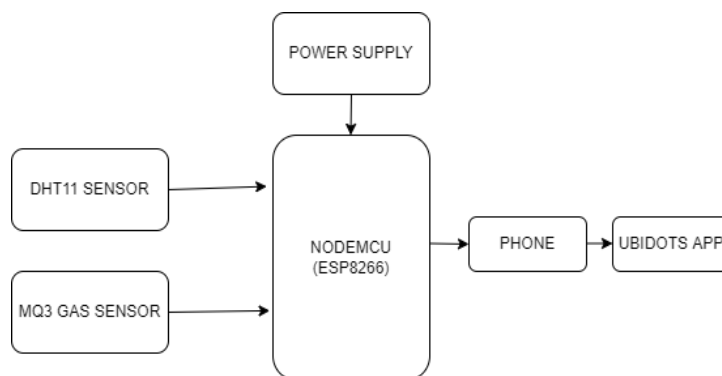 POWER SUPPLY
DHT11 SENSOR
NODEMCU
(ESP8266)
PHONE
UBIDOTS APP
MQ3 GAS SENSOR